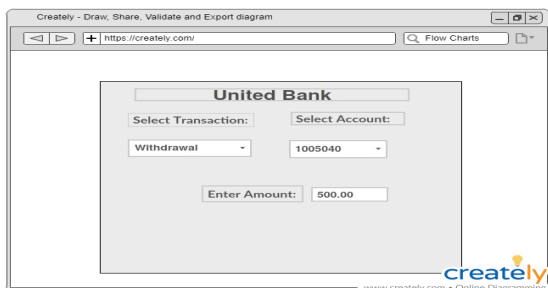 Creately - Draw, Share, Validate and Export diagram
https://creately.com/
Flow Charts
United Bank
Select Transaction:
Select Account:
Withdrawal
1005040
Enter Amount:
500.00
creately
www.creately.com • Online Diagramming